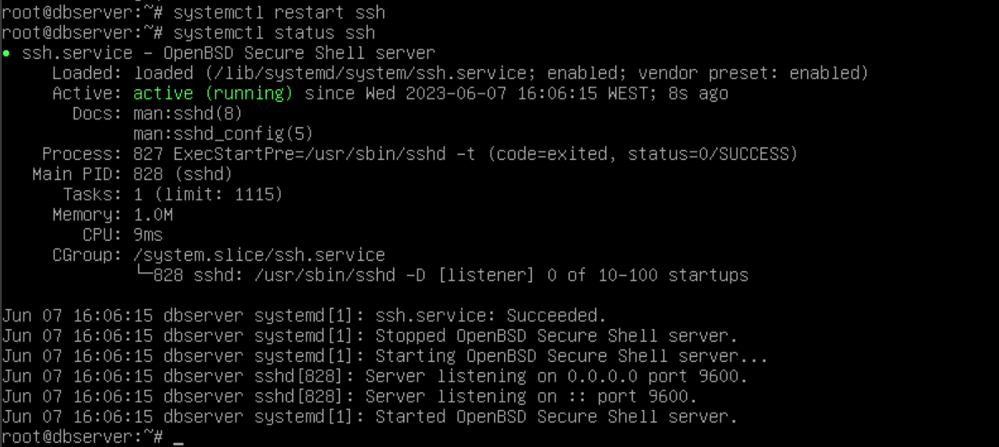 root@dbserver:~# systemctl restart ssh
root@dbserver:~# systemctl status ssh
● ssh.service - OpenBSD Secure Shell server
     Loaded: loaded (/lib/systemd/system/ssh.service; enabled; vendor preset: enabled)
     Active: active (running) since Wed 2023-06-07 16:06:15 WEST; 8s ago
       Docs: man:sshd(8)
             man:sshd_config(5)
    Process: 827 ExecStartPre=/usr/sbin/sshd -t (code=exited, status=0/SUCCESS)
   Main PID: 828 (sshd)
      Tasks: 1 (limit: 1115)
     Memory: 1.0M
        CPU: 9ms
     CGroup: /system.slice/ssh.service
             └─828 sshd: /usr/sbin/sshd -D [listener] 0 of 10-100 startups

Jun 07 16:06:15 dbserver systemd[1]: ssh.service: Succeeded.
Jun 07 16:06:15 dbserver systemd[1]: Stopped OpenBSD Secure Shell server.
Jun 07 16:06:15 dbserver systemd[1]: Starting OpenBSD Secure Shell server...
Jun 07 16:06:15 dbserver sshd[828]: Server listening on 0.0.0.0 port 9600.
Jun 07 16:06:15 dbserver sshd[828]: Server listening on :: port 9600.
Jun 07 16:06:15 dbserver systemd[1]: Started OpenBSD Secure Shell server.
root@dbserver:~# _